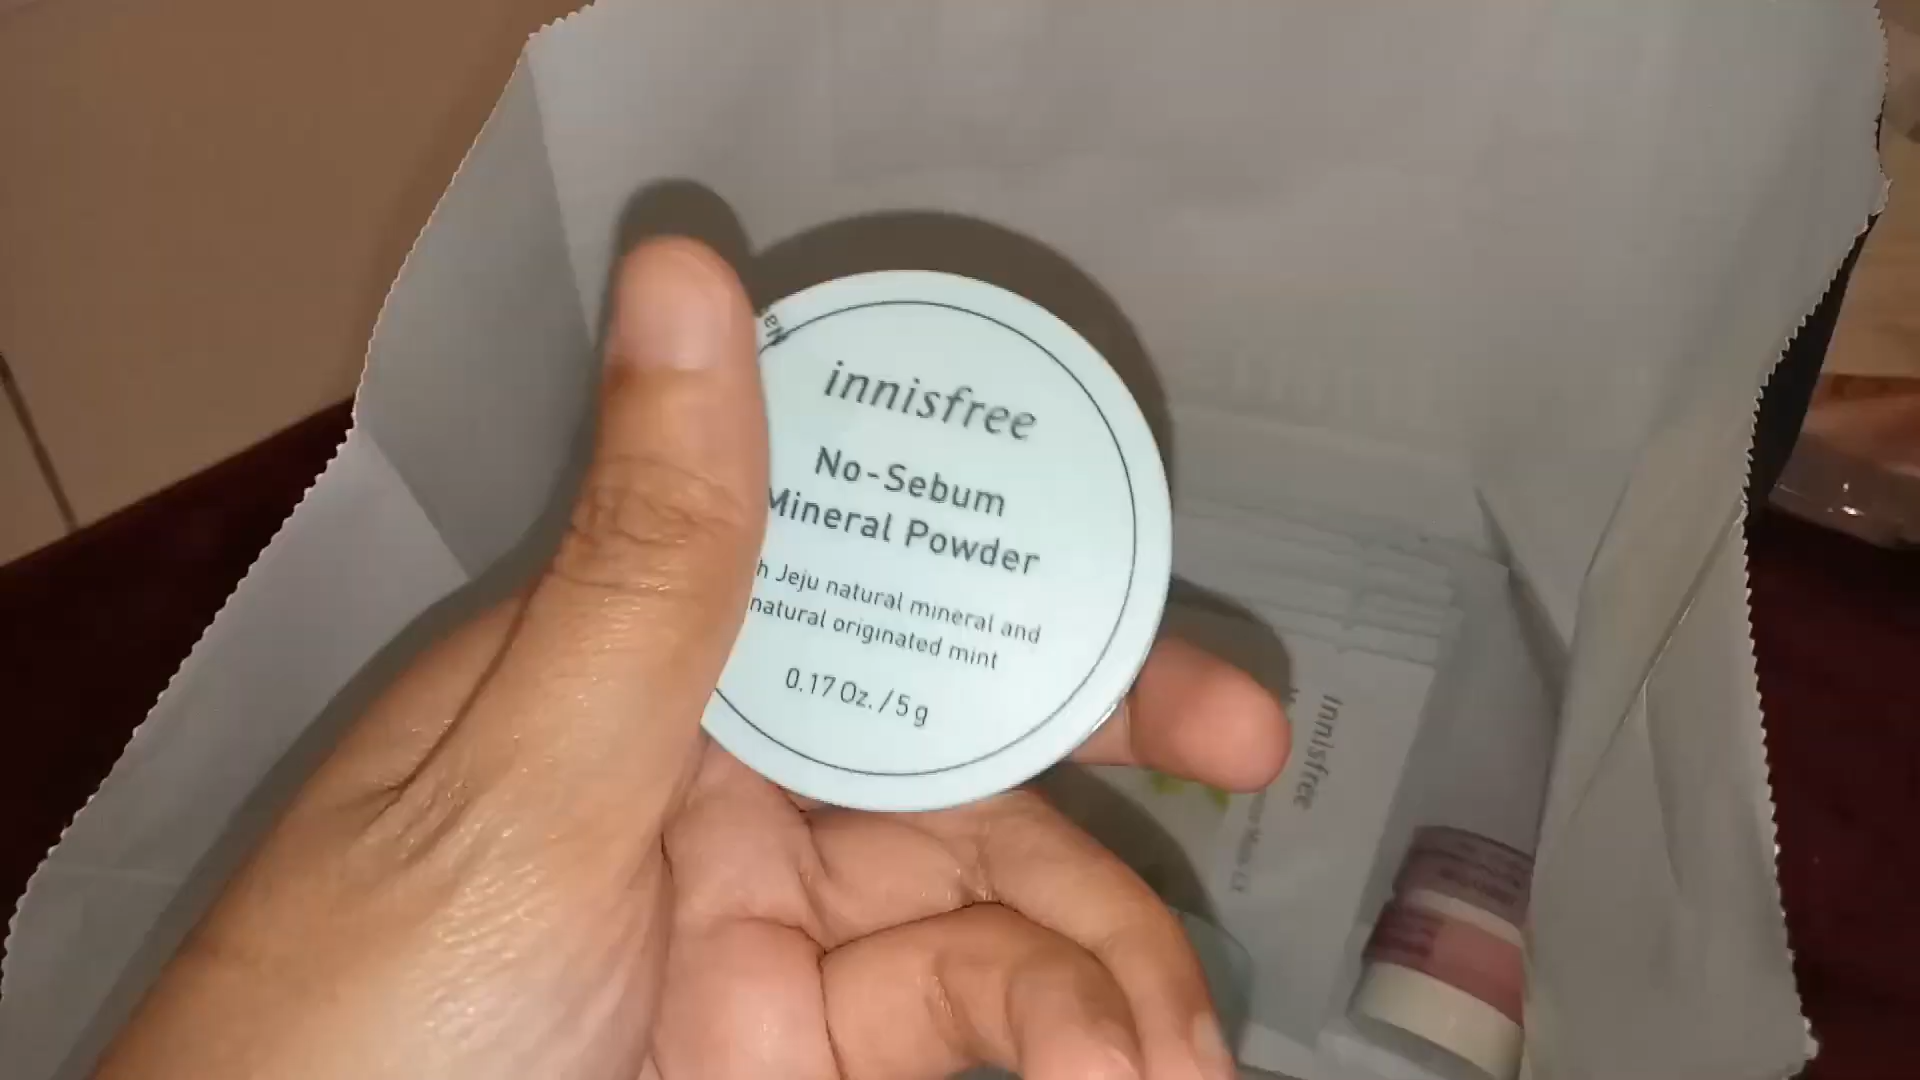 innisfree
No-Sebum
Mineral Powder
Jeju natural mineral and
natural originated mint
0.17 Oz. / 5 g
innisfree